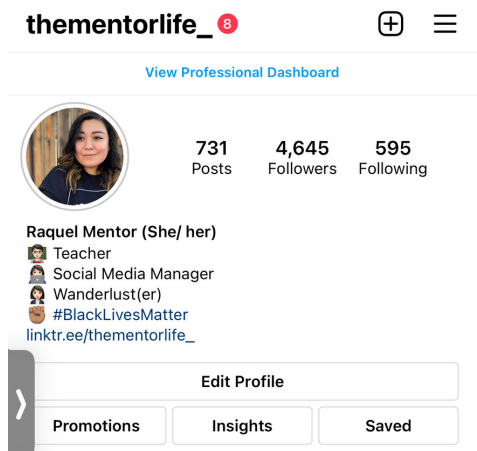 thementorlife_ 8
View Professional Dashboard
731 4,645 595
Posts Followers Following
Raquel Mentor (She/ her)
Teacher
Social Media Manager
Wanderlust(er)
#BlackLivesMatter
linktr.ee/thementorlife_
Edit Profile
Promotions Insights Saved